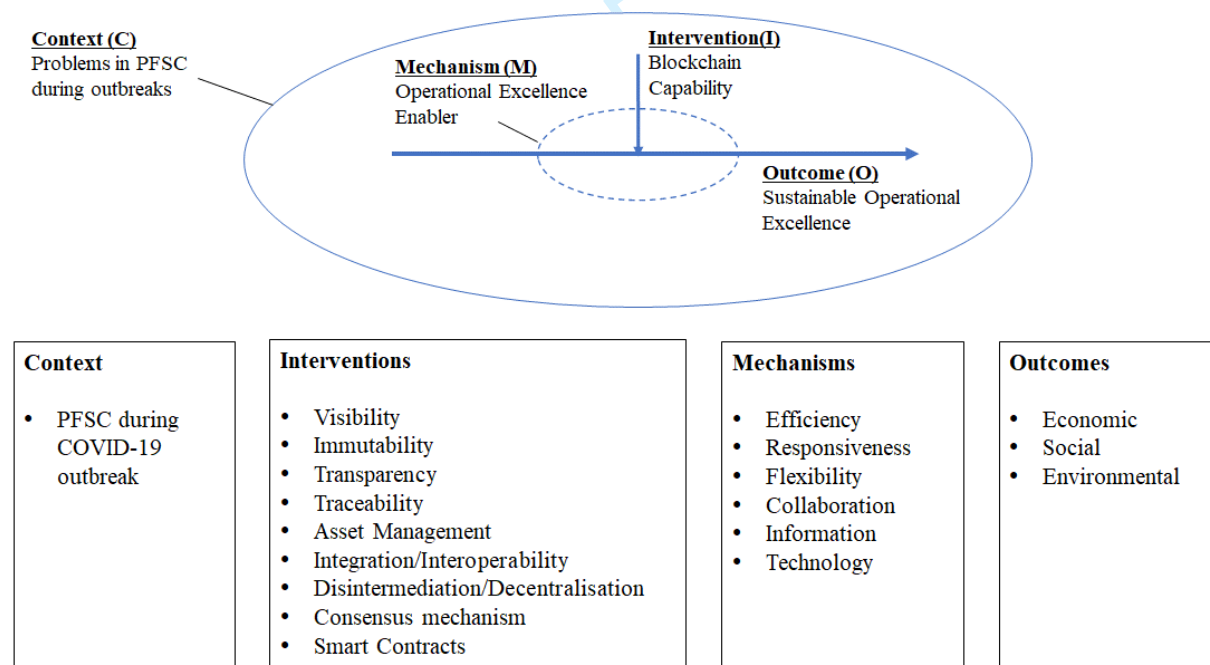 Context (C)
Problems in PFSC
during outbreaks
Mechanism (M)
Operational Excellence
Enabler
Intervention(I)
Blockchain
Capability
Outcome (O)
Sustainable Operational
Excellence
Context
• PFSC during
COVID-19
outbreak
Interventions
• Visibility
• Immutability
• Transparency
• Traceability
• Asset Management
• Integration/Interoperability
• Disintermediation/Decentralisation
• Consensus mechanism
• Smart Contracts
Mechanisms
• Efficiency
• Responsiveness
• Flexibility
• Collaboration
• Information
• Technology
Outcomes
• Economic
• Social
• Environmental